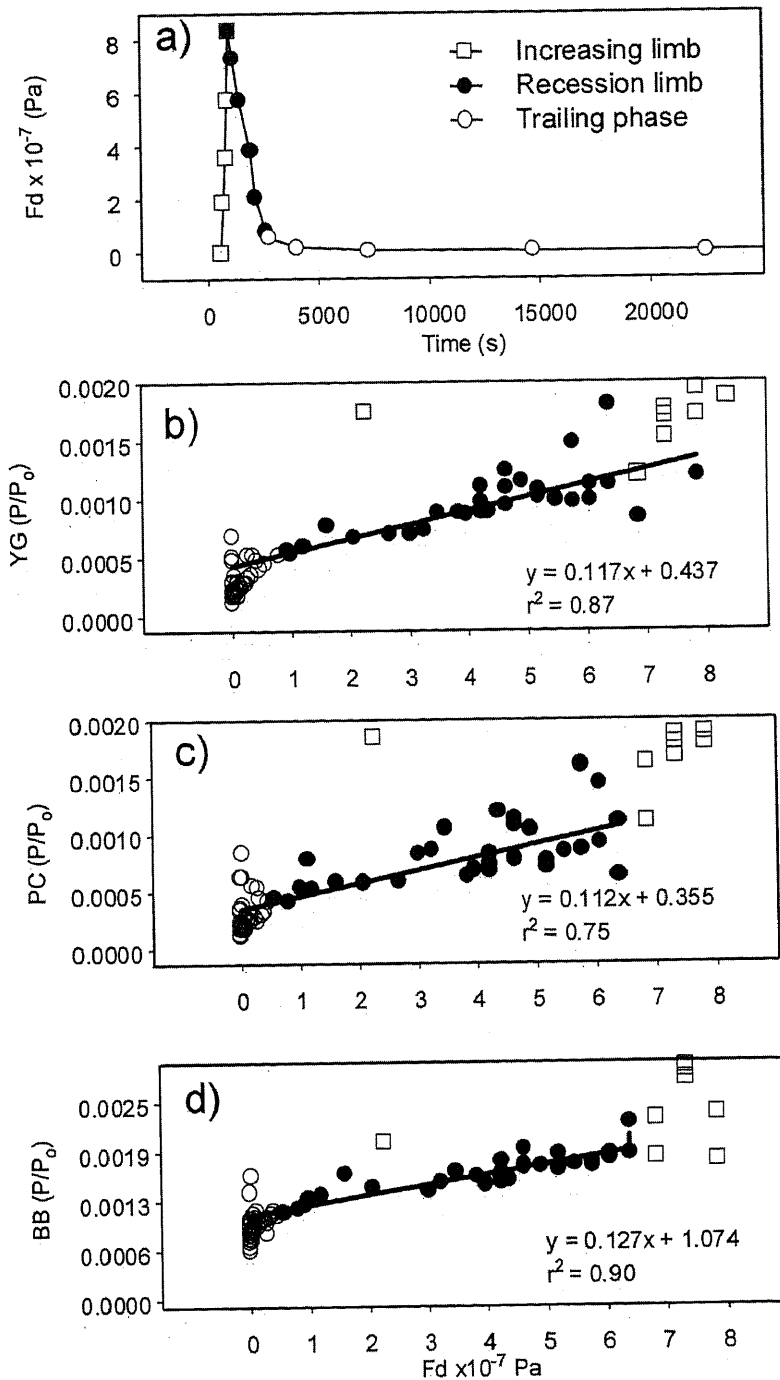 a)
Fd x 10⁻⁷ (Pa)
8
6
4
2
0
Increasing limb
Recession limb
Trailing phase
0 5000 10000 15000 20000
Time (s)
b)
YG (P/Pₒ)
0.0020
0.0015
0.0010
0.0005
0.0000
y = 0.117x + 0.437
r² = 0.87
0 1 2 3 4 5 6 7 8
c)
PC (P/Pₒ)
0.0020
0.0015
0.0010
0.0005
0.0000
y = 0.112x + 0.355
r² = 0.75
0 1 2 3 4 5 6 7 8
d)
BB (P/Pₒ)
0.0025
0.0019
0.0013
0.0006
0.0000
y = 0.127x + 1.074
r² = 0.90
0 1 2 3 4 5 6 7 8
Fd x10⁻⁷ Pa